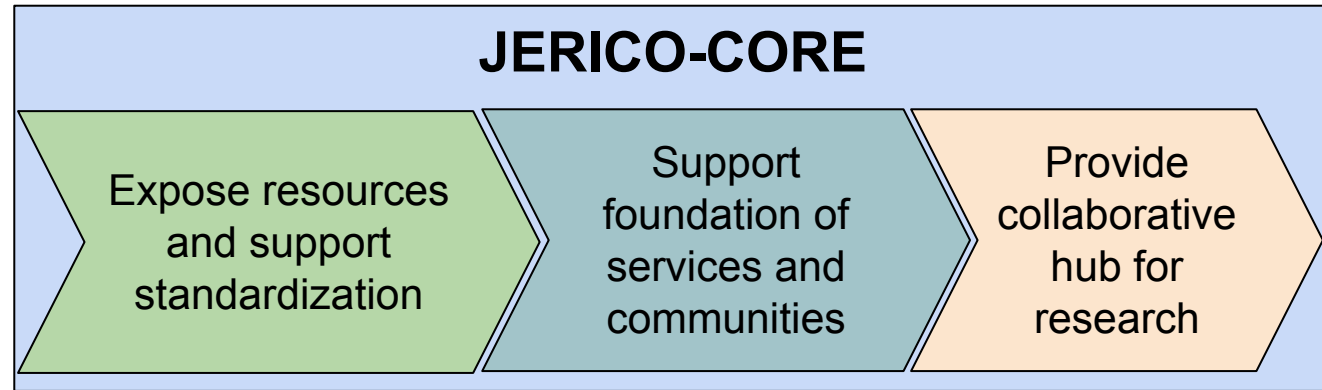 JERICO-CORE
Expose resources
and support
standardization
Support
foundation of
services and
communities
Provide
collaborative
hub for
research